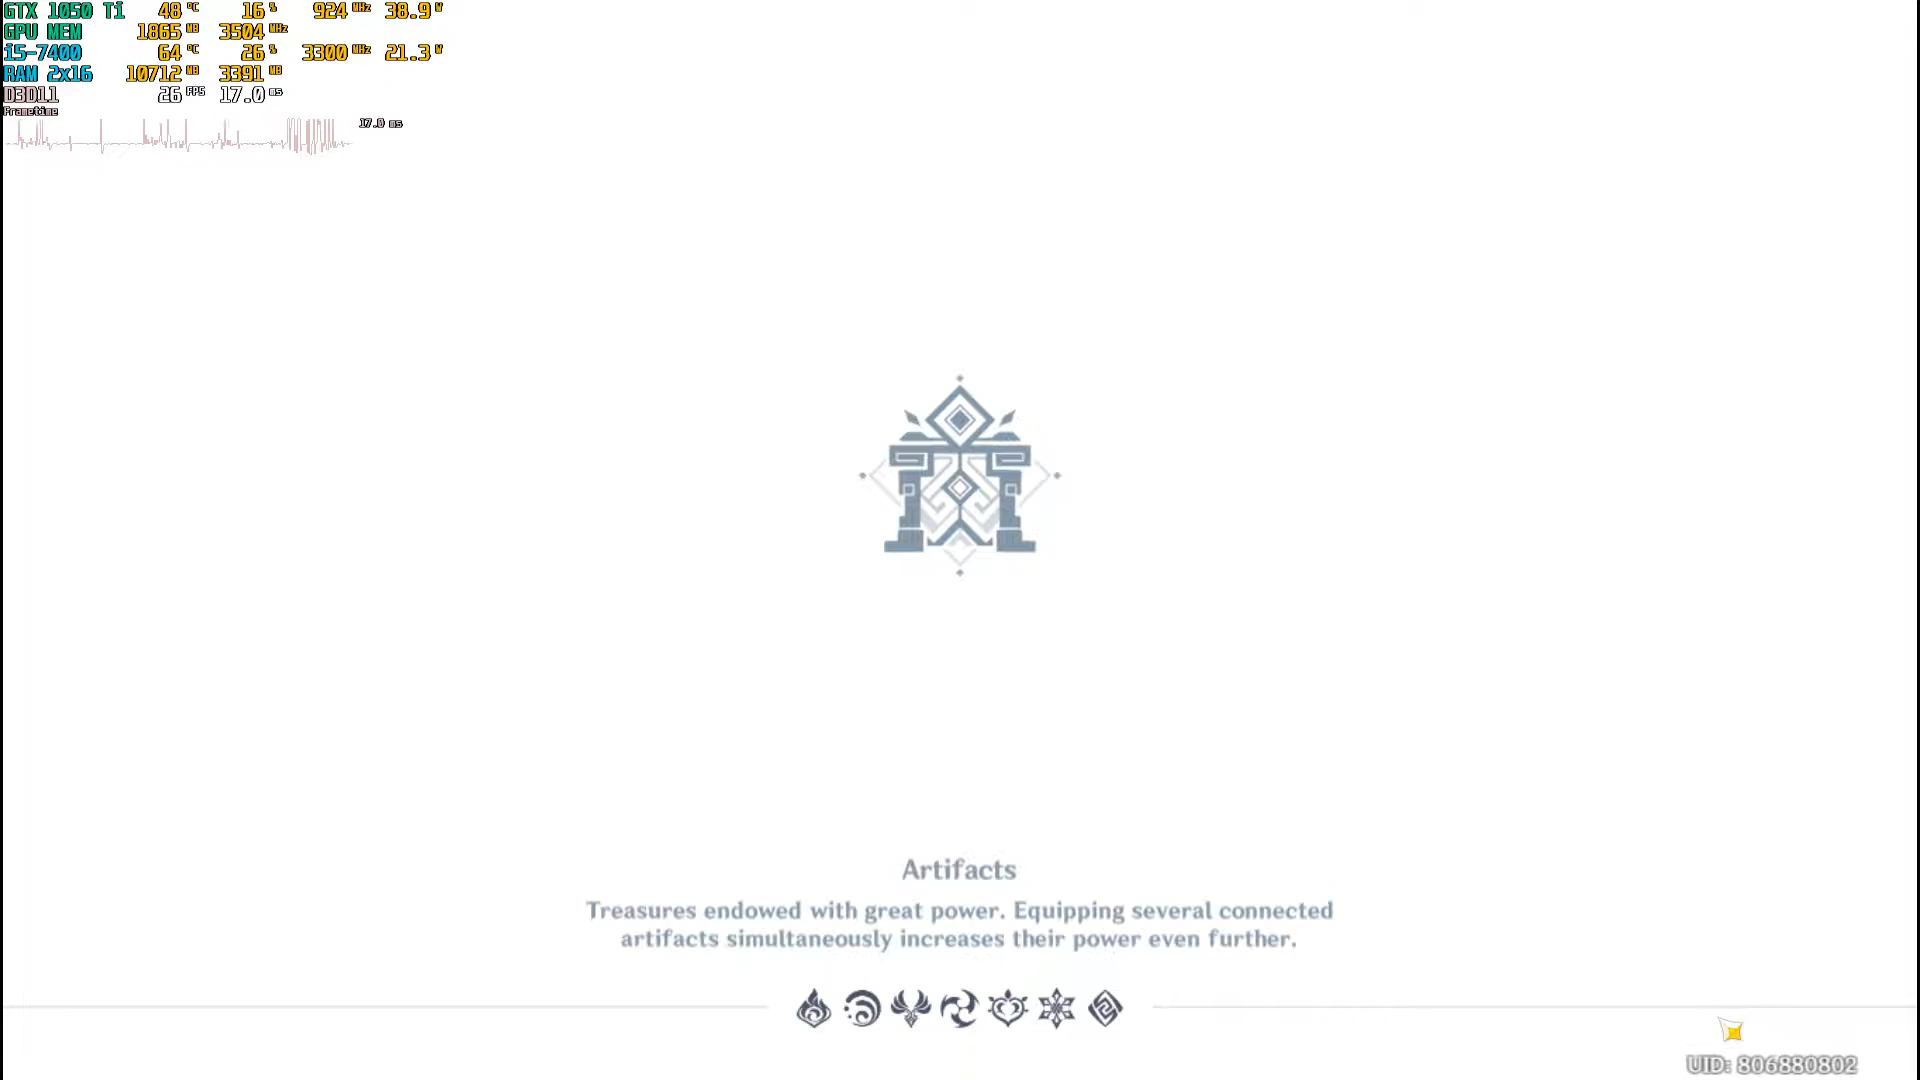 GTX 1050 Ti 48 °C 16 % 924 MHz 38.9 W
GPU MEM 1865 MB 3504 MHz
i5-7400 64 °C 26 % 3300 MHz 21.3 W
RAM 2x16 10712 MB 3391 MB
D3D11 26 FPS 17.0 ms
Frametime
17.0 ms
Artifacts
Treasures endowed with great power. Equipping several connected
artifacts simultaneously increases their power even further.
UID: 806880802